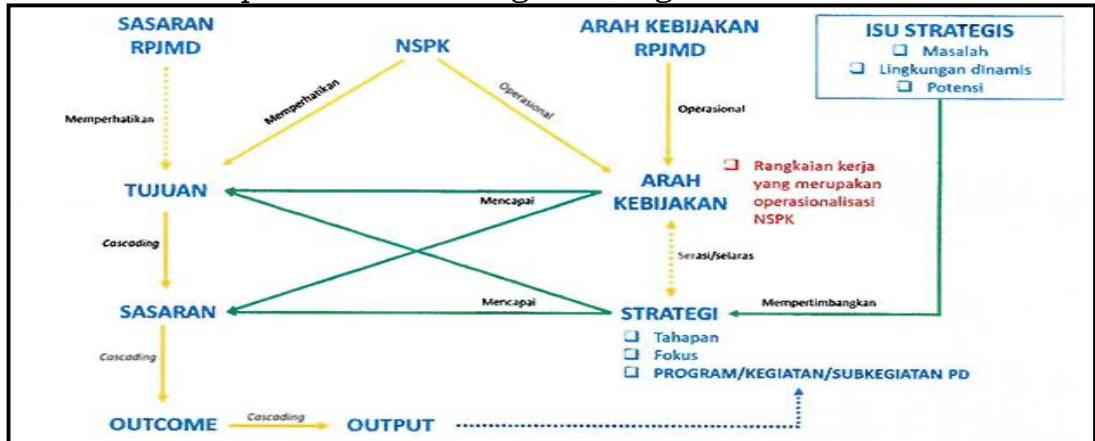 SASARAN
RPJMD
NSPK
ARAH KEBIJAKAN
RPJMD
ISU STRATEGIS
Masalah
Lingkungan dinamis
Potensi
Memperhatikan
Memperhatikan
Operasional
Operasional
TUJUAN
Mencapai
ARAH
KEBIJAKAN
Rangkaian kerja
yang merupakan
operasionalisasi
NSPK
Cascading
Serasi/selaras
SASARAN
Mencapai
STRATEGI
Mempertimbangkan
Tahapan
Fokus
PROGRAM/KEGIATAN/SUBKEGIATAN PD
Cascading
OUTCOME
Cascading
OUTPUT